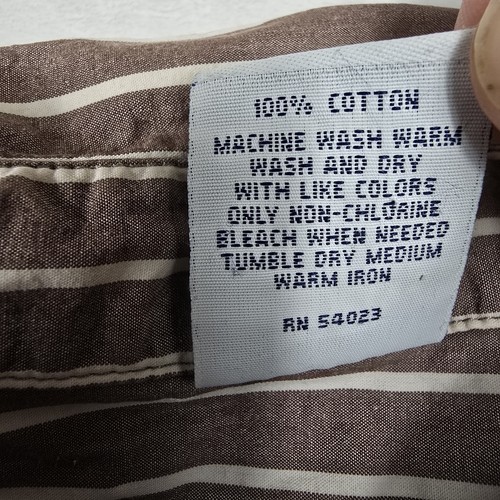 100% COTTON
MACHINE WASH WARM
WASH AND DRY
WITH LIKE COLORS
ONLY NON-CHLORINE
BLEACH WHEN NEEDED
TUMBLE DRY MEDIUM
WARM IRON
RN 54023